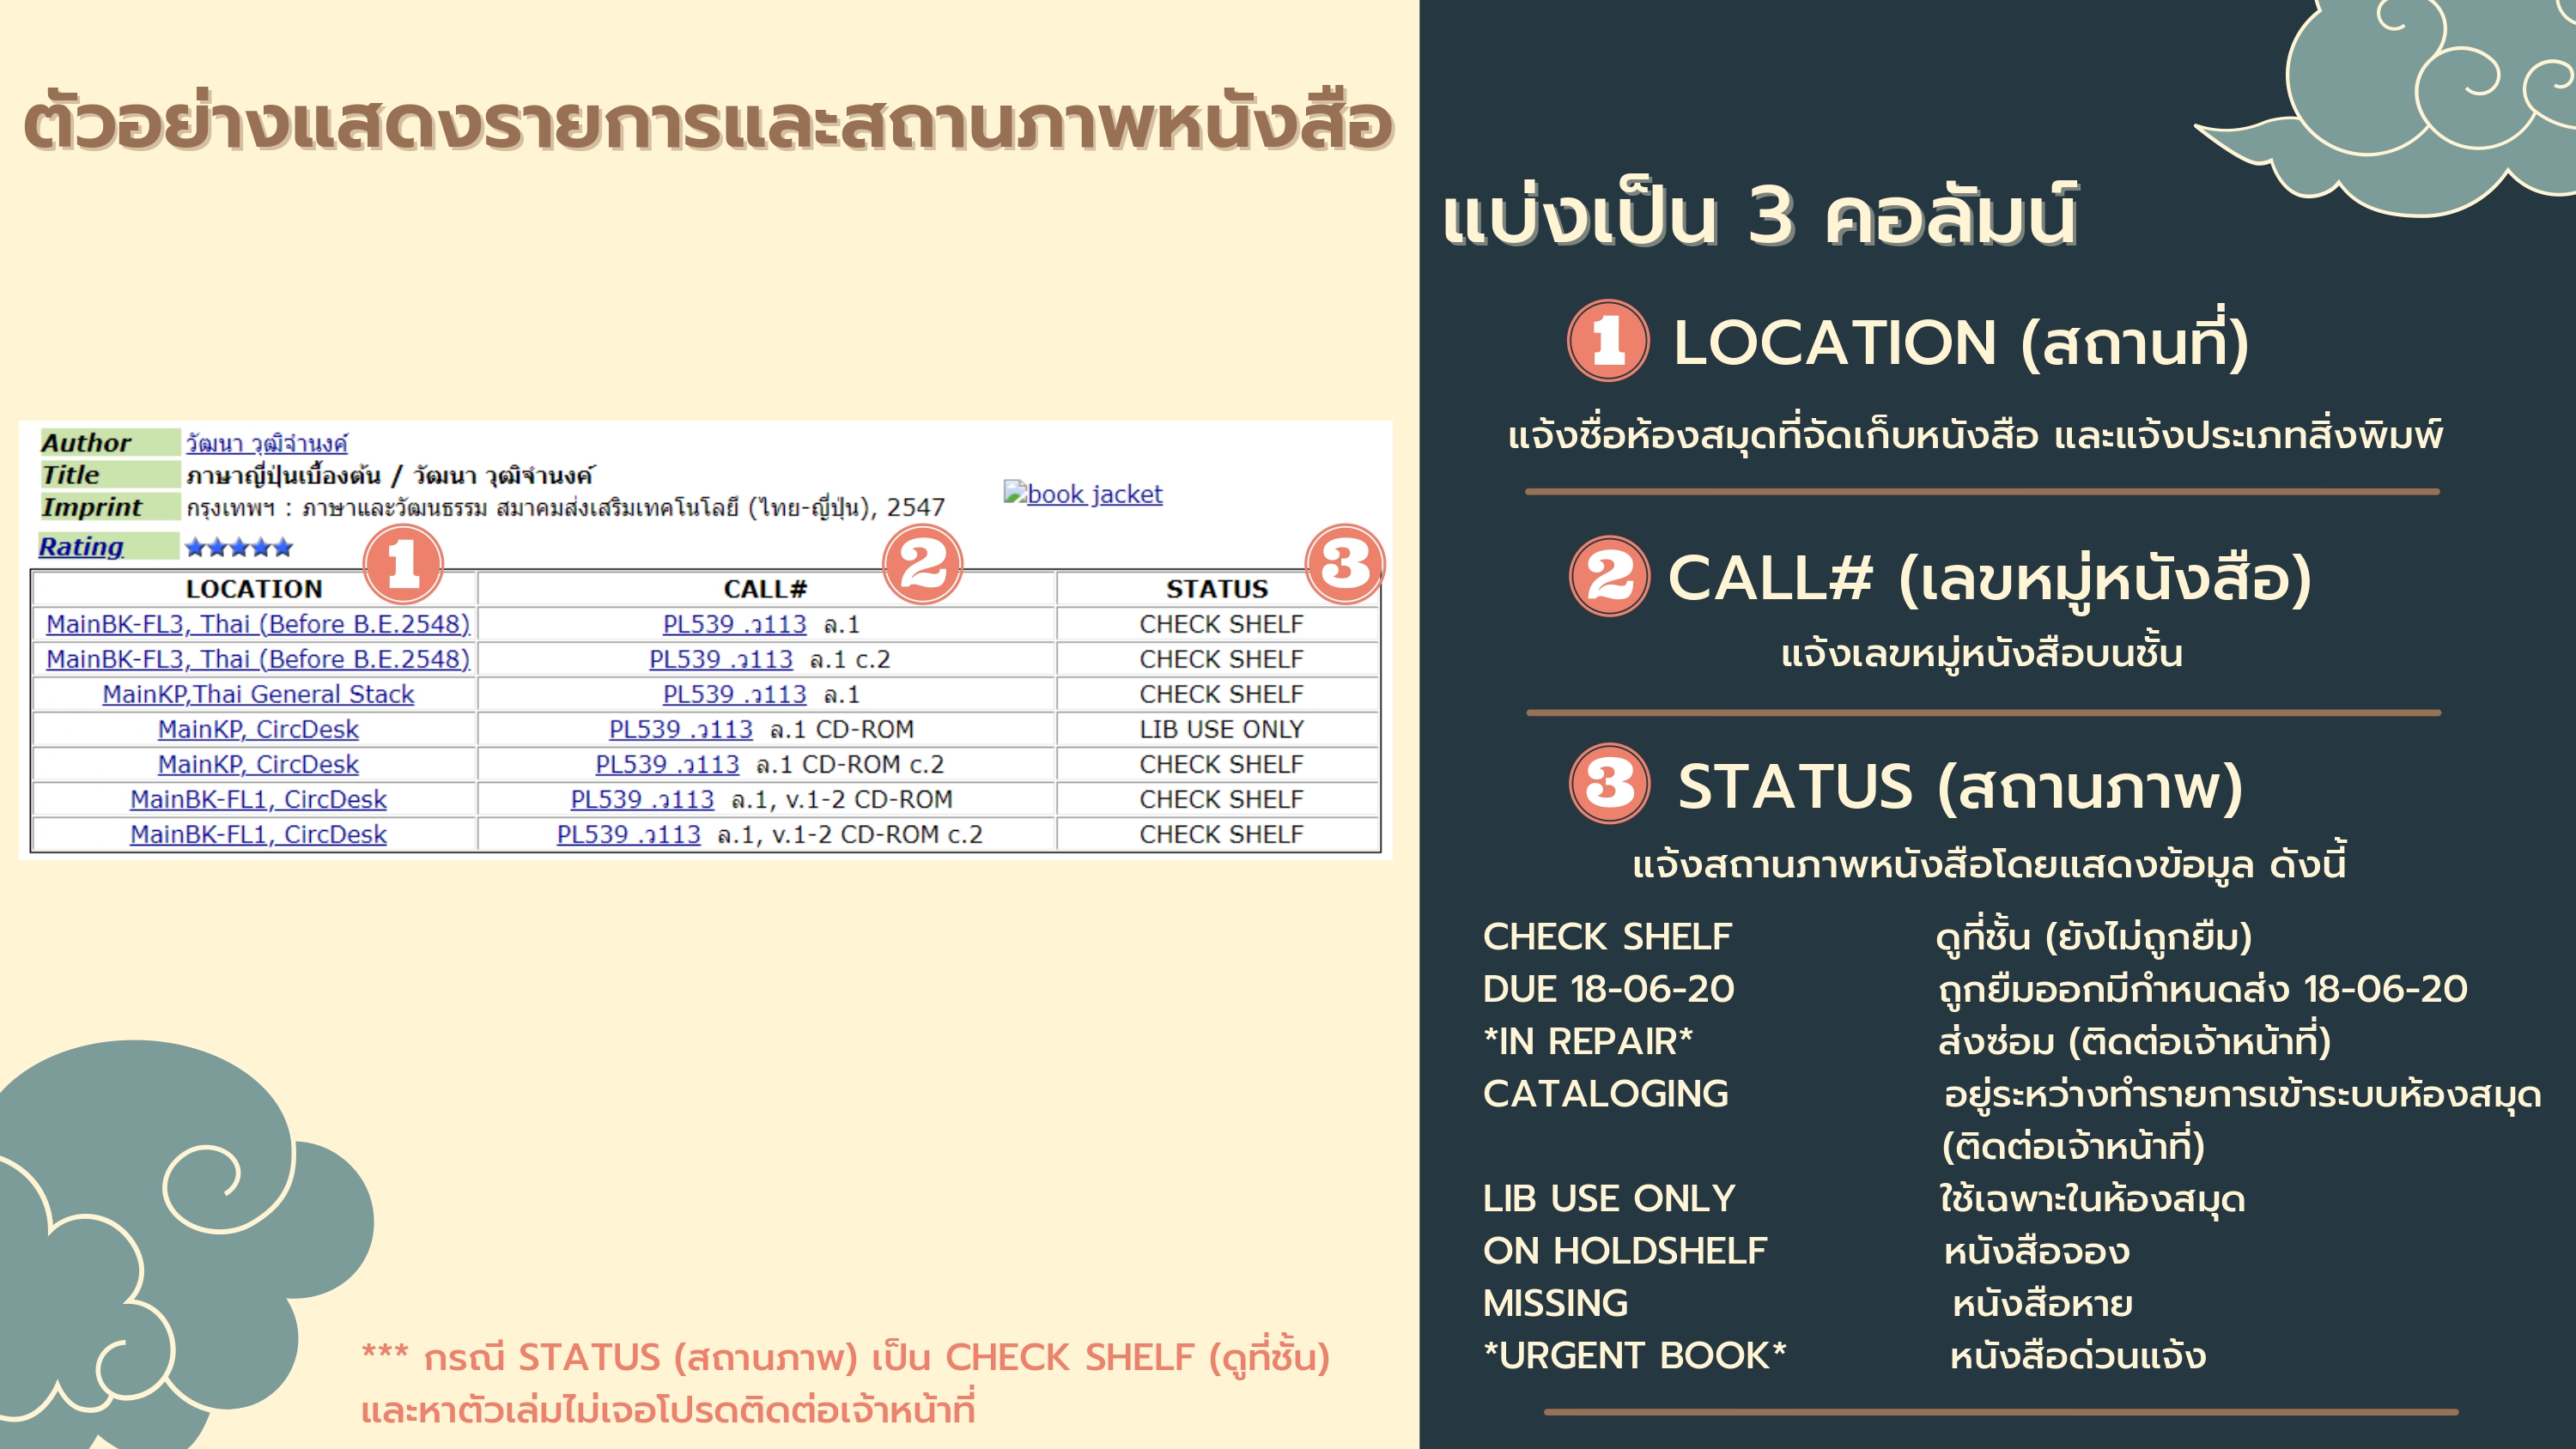 ตัวอย่างแสดงรายการและสถานภาพหนังสือ
Author วัฒนา วุฒิจำนงค์
Title ภาษาญี่ปุ่นเบื้องต้น / วัฒนา วุฒิจำนงค์
Imprint กรุงเทพฯ : ภาษาและวัฒนธรรม สมาคมส่งเสริมเทคโนโลยี (ไทย-ญี่ปุ่น), 2547
book jacket
Rating
1 2 3
LOCATION CALL# STATUS
MainBK-FL3, Thai (Before B.E.2548) PL539 .ว113 ล.1 CHECK SHELF
MainBK-FL3, Thai (Before B.E.2548) PL539 .ว113 ล.1 c.2 CHECK SHELF
MainKP,Thai General Stack PL539 .ว113 ล.1 CHECK SHELF
MainKP, CircDesk PL539 .ว113 ล.1 CD-ROM LIB USE ONLY
MainKP, CircDesk PL539 .ว113 ล.1 CD-ROM c.2 CHECK SHELF
MainBK-FL1, CircDesk PL539 .ว113 ล.1, v.1-2 CD-ROM CHECK SHELF
MainBK-FL1, CircDesk PL539 .ว113 ล.1, v.1-2 CD-ROM c.2 CHECK SHELF
*** กรณี STATUS (สถานภาพ) เป็น CHECK SHELF (ดูที่ชั้น)
และหาตัวเล่มไม่เจอโปรดติดต่อเจ้าหน้าที่
แบ่งเป็น 3 คอลัมน์
1 LOCATION (สถานที่)
แจ้งชื่อห้องสมุดที่จัดเก็บหนังสือ และแจ้งประเภทสิ่งพิมพ์
2 CALL# (เลขหมู่หนังสือ)
แจ้งเลขหมู่หนังสือบนชั้น
3 STATUS (สถานภาพ)
แจ้งสถานภาพหนังสือโดยแสดงข้อมูล ดังนี้
CHECK SHELF ดูที่ชั้น (ยังไม่ถูกยืม)
DUE 18-06-20 ถูกยืมออกมีกำหนดส่ง 18-06-20
*IN REPAIR* ส่งซ่อม (ติดต่อเจ้าหน้าที่)
CATALOGING อยู่ระหว่างทำรายการเข้าระบบห้องสมุด
(ติดต่อเจ้าหน้าที่)
LIB USE ONLY ใช้เฉพาะในห้องสมุด
ON HOLDSHELF หนังสือจอง
MISSING หนังสือหาย
*URGENT BOOK* หนังสือด่วนแจ้ง